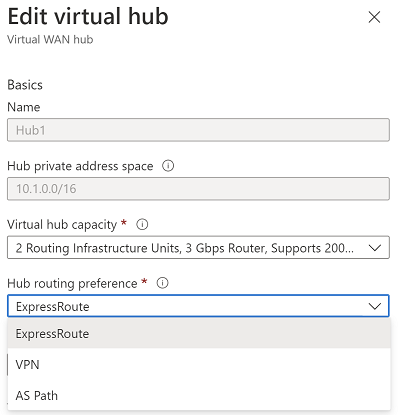 Edit virtual hub
Virtual WAN hub
Basics
Name
Hub1
Hub private address space
10.1.0.0/16
Virtual hub capacity *
2 Routing Infrastructure Units, 3 Gbps Router, Supports 200...
Hub routing preference *
ExpressRoute
ExpressRoute
VPN
AS Path